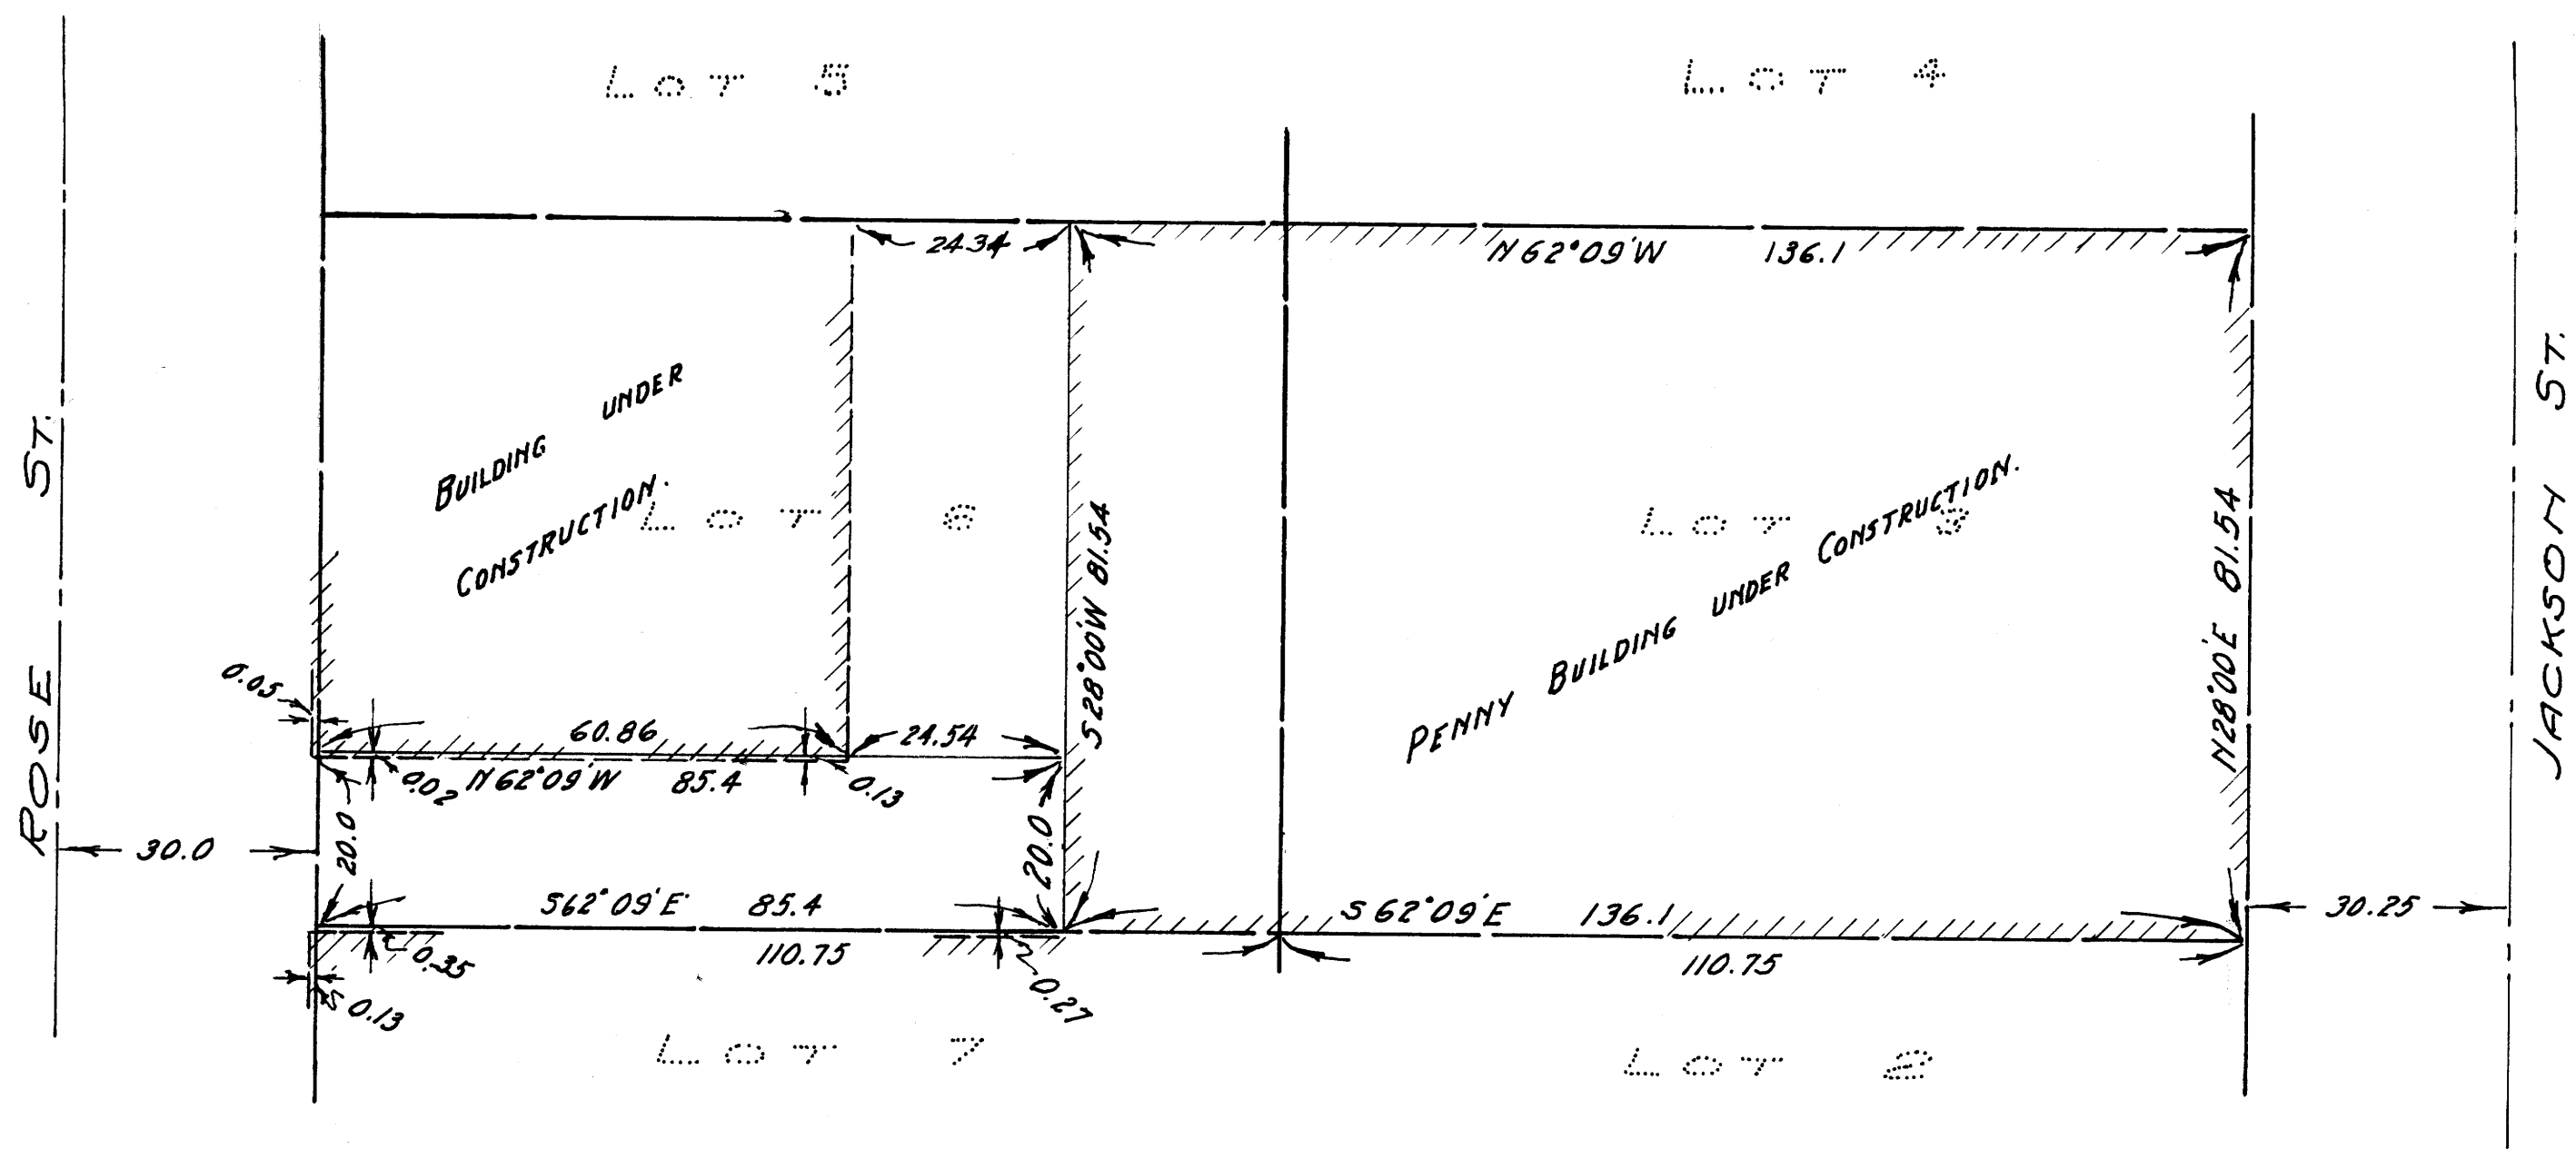 LOT 5
LOT 4
24.34
N62°09'W 136.1
BUILDING UNDER
CONSTRUCTION.
LOT 6
LOT 3
PENNY BUILDING UNDER CONSTRUCTION.
S28°00'W 81.54
N28°00'E 81.54
ROSE ST.
JACKSON ST.
0.05
60.86
24.54
0.02
N62°09'W 85.4
0.13
30.0
20.0
20.0
S62°09'E 85.4
S62°09'E 136.1
30.25
0.35
110.75
0.27
110.75
0.13
LOT 7
LOT 2